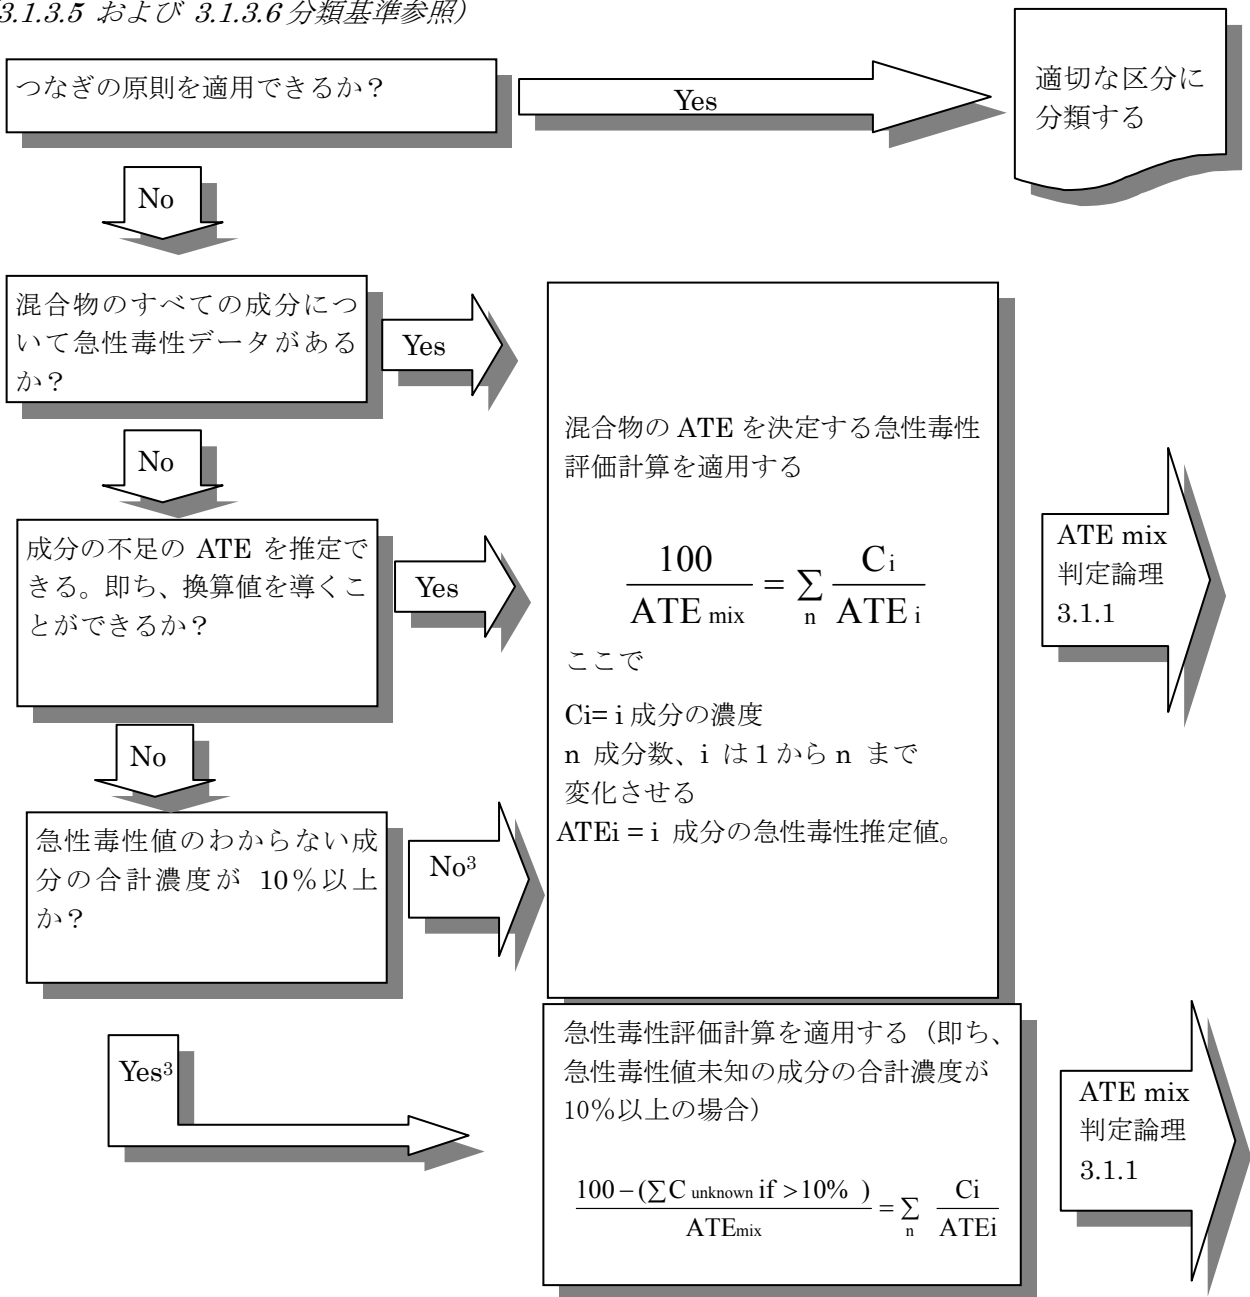 3.1.3.5 および 3.1.3.6 分類基準参照）
つなぎの原則を適用できるか？
Yes
適切な区分に
分類する
No
混合物のすべての成分につ
いて急性毒性データがある
か？
Yes
No
成分の不足の ATE を推定で
きる。即ち、換算値を導くこ
とができるか？
Yes
No
急性毒性値のわからない成
分の合計濃度が 10％以上
か？
No3
混合物の ATE を決定する急性毒性
評価計算を適用する
100 / ATE mix = ∑ n C i / ATE i
ここで
Ci= i 成分の濃度
n 成分数、i は１から n まで
変化させる
ATEi = i 成分の急性毒性推定値。
ATE mix
判定論理
3.1.1
Yes3
急性毒性評価計算を適用する（即ち、
急性毒性値未知の成分の合計濃度が
10％以上の場合）
100 − (∑ C unknown if >10% ) / ATEmix = ∑ n Ci / ATEi
ATE mix
判定論理
3.1.1